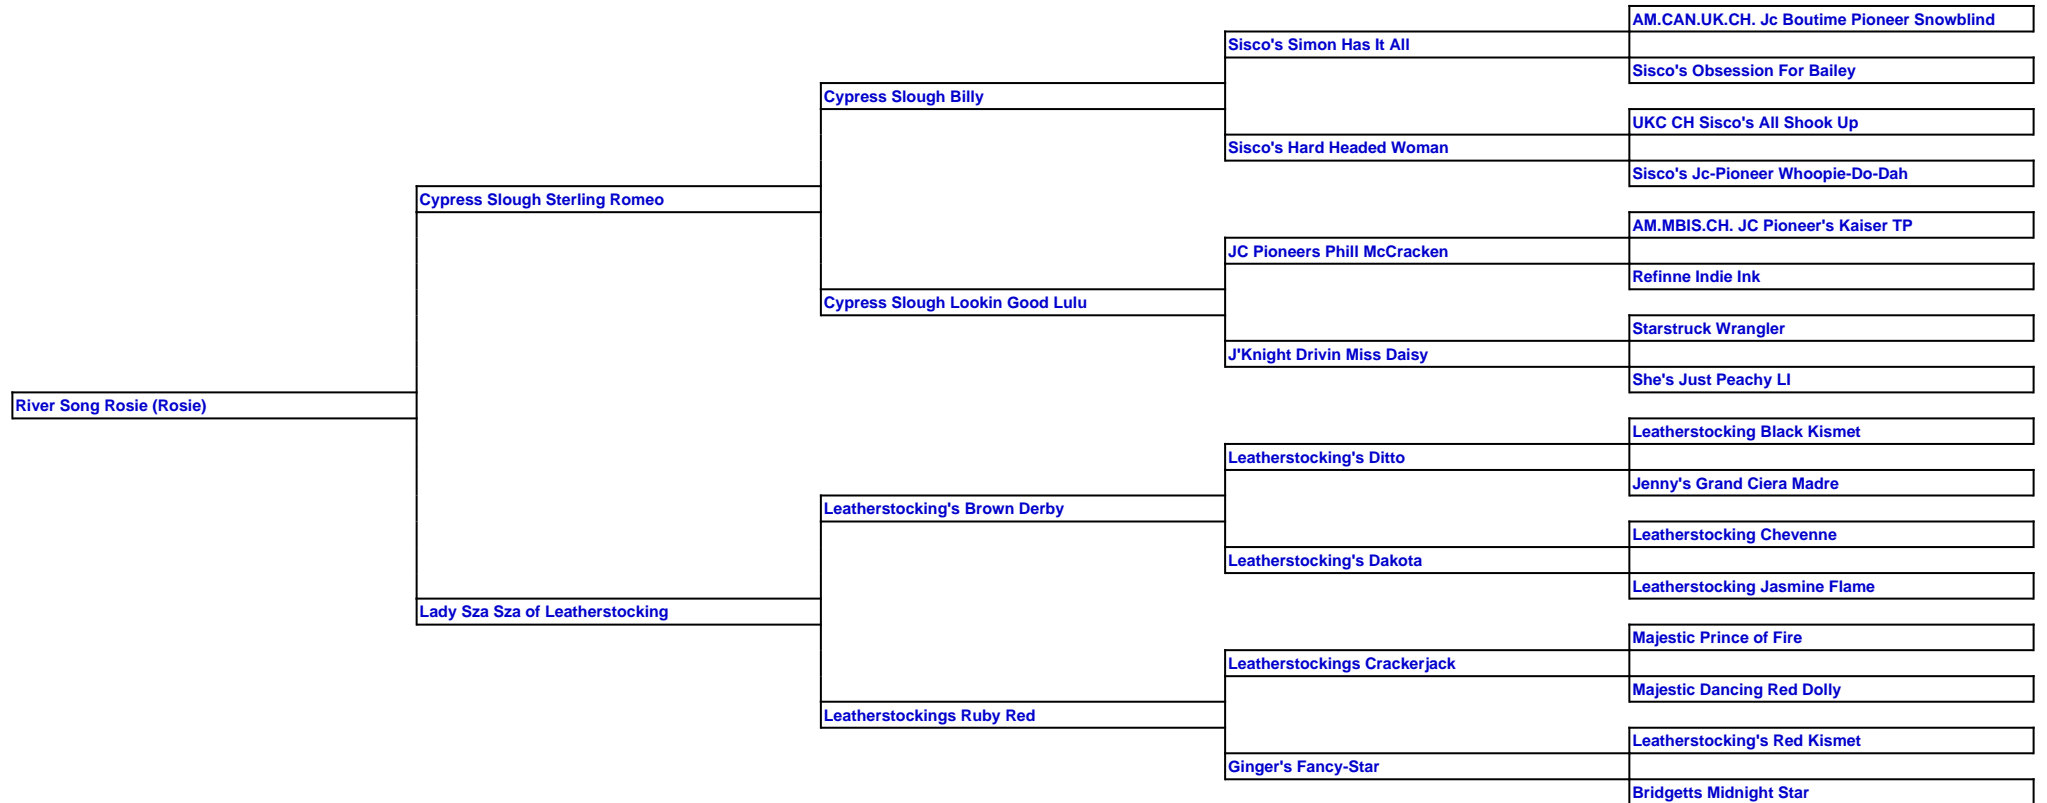 AM.CAN.UK.CH. Jc Boutime Pioneer Snowblind
Sisco's Simon Has It All
Sisco's Obsession For Bailey
Cypress Slough Billy
UKC CH Sisco's All Shook Up
Sisco's Hard Headed Woman
Sisco's Jc-Pioneer Whoopie-Do-Dah
Cypress Slough Sterling Romeo
AM.MBIS.CH. JC Pioneer's Kaiser TP
JC Pioneers Phill McCracken
Refinne Indie Ink
Cypress Slough Lookin Good Lulu
Starstruck Wrangler
J'Knight Drivin Miss Daisy
She's Just Peachy LI
River Song Rosie (Rosie)
Leatherstocking Black Kismet
Leatherstocking's Ditto
Jenny's Grand Ciera Madre
Leatherstocking's Brown Derby
Leatherstocking Chevenne
Leatherstocking's Dakota
Leatherstocking Jasmine Flame
Lady Sza Sza of Leatherstocking
Majestic Prince of Fire
Leatherstockings Crackerjack
Majestic Dancing Red Dolly
Leatherstockings Ruby Red
Leatherstocking's Red Kismet
Ginger's Fancy-Star
Bridgetts Midnight Star